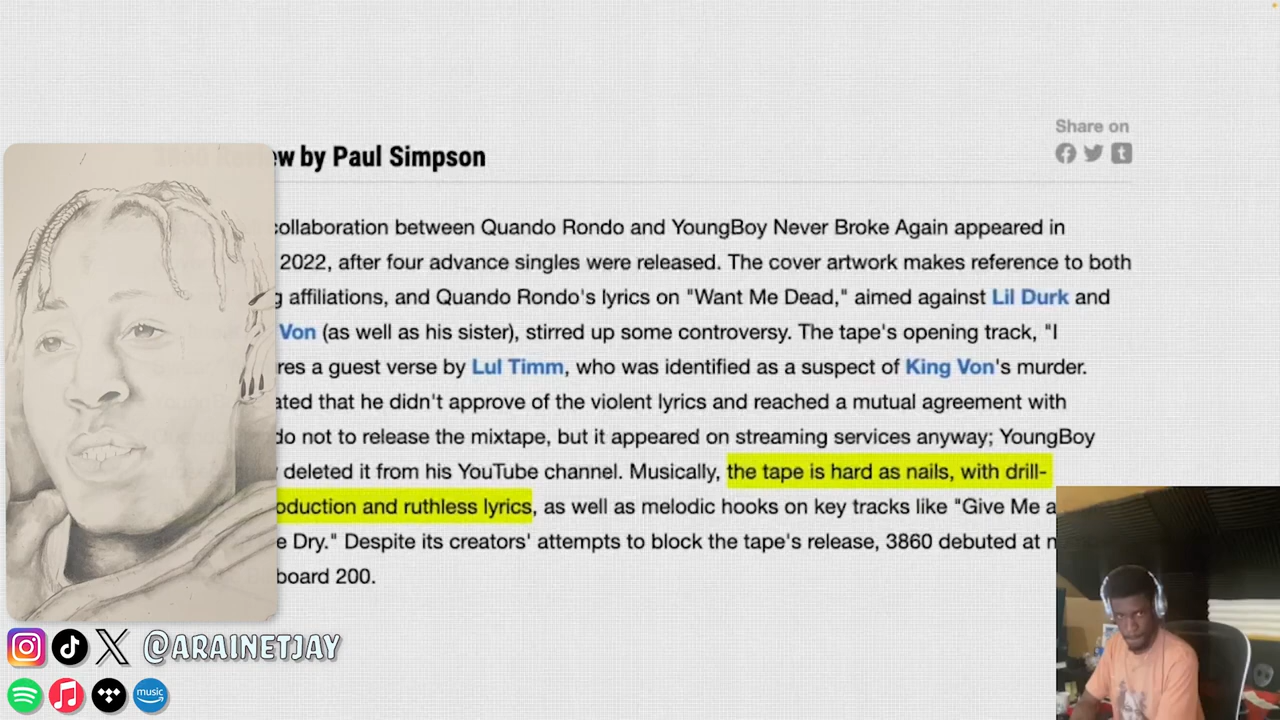 Share on
Review by Paul Simpson
collaboration between Quando Rondo and YoungBoy Never Broke Again appeared in
2022, after four advance singles were released. The cover artwork makes reference to both
affiliations, and Quando Rondo's lyrics on "Want Me Dead," aimed against Lil Durk and
Von (as well as his sister), stirred up some controversy. The tape's opening track, "I
a guest verse by Lul Timm, who was identified as a suspect of King Von's murder.
that he didn't approve of the violent lyrics and reached a mutual agreement with
not to release the mixtape, but it appeared on streaming services anyway; YoungBoy
deleted it from his YouTube channel. Musically, the tape is hard as nails, with drill-
and ruthless lyrics, as well as melodic hooks on key tracks like "Give Me a
Dry." Despite its creators' attempts to block the tape's release, 3860 debuted at
200.
@ARAINETJAY
music